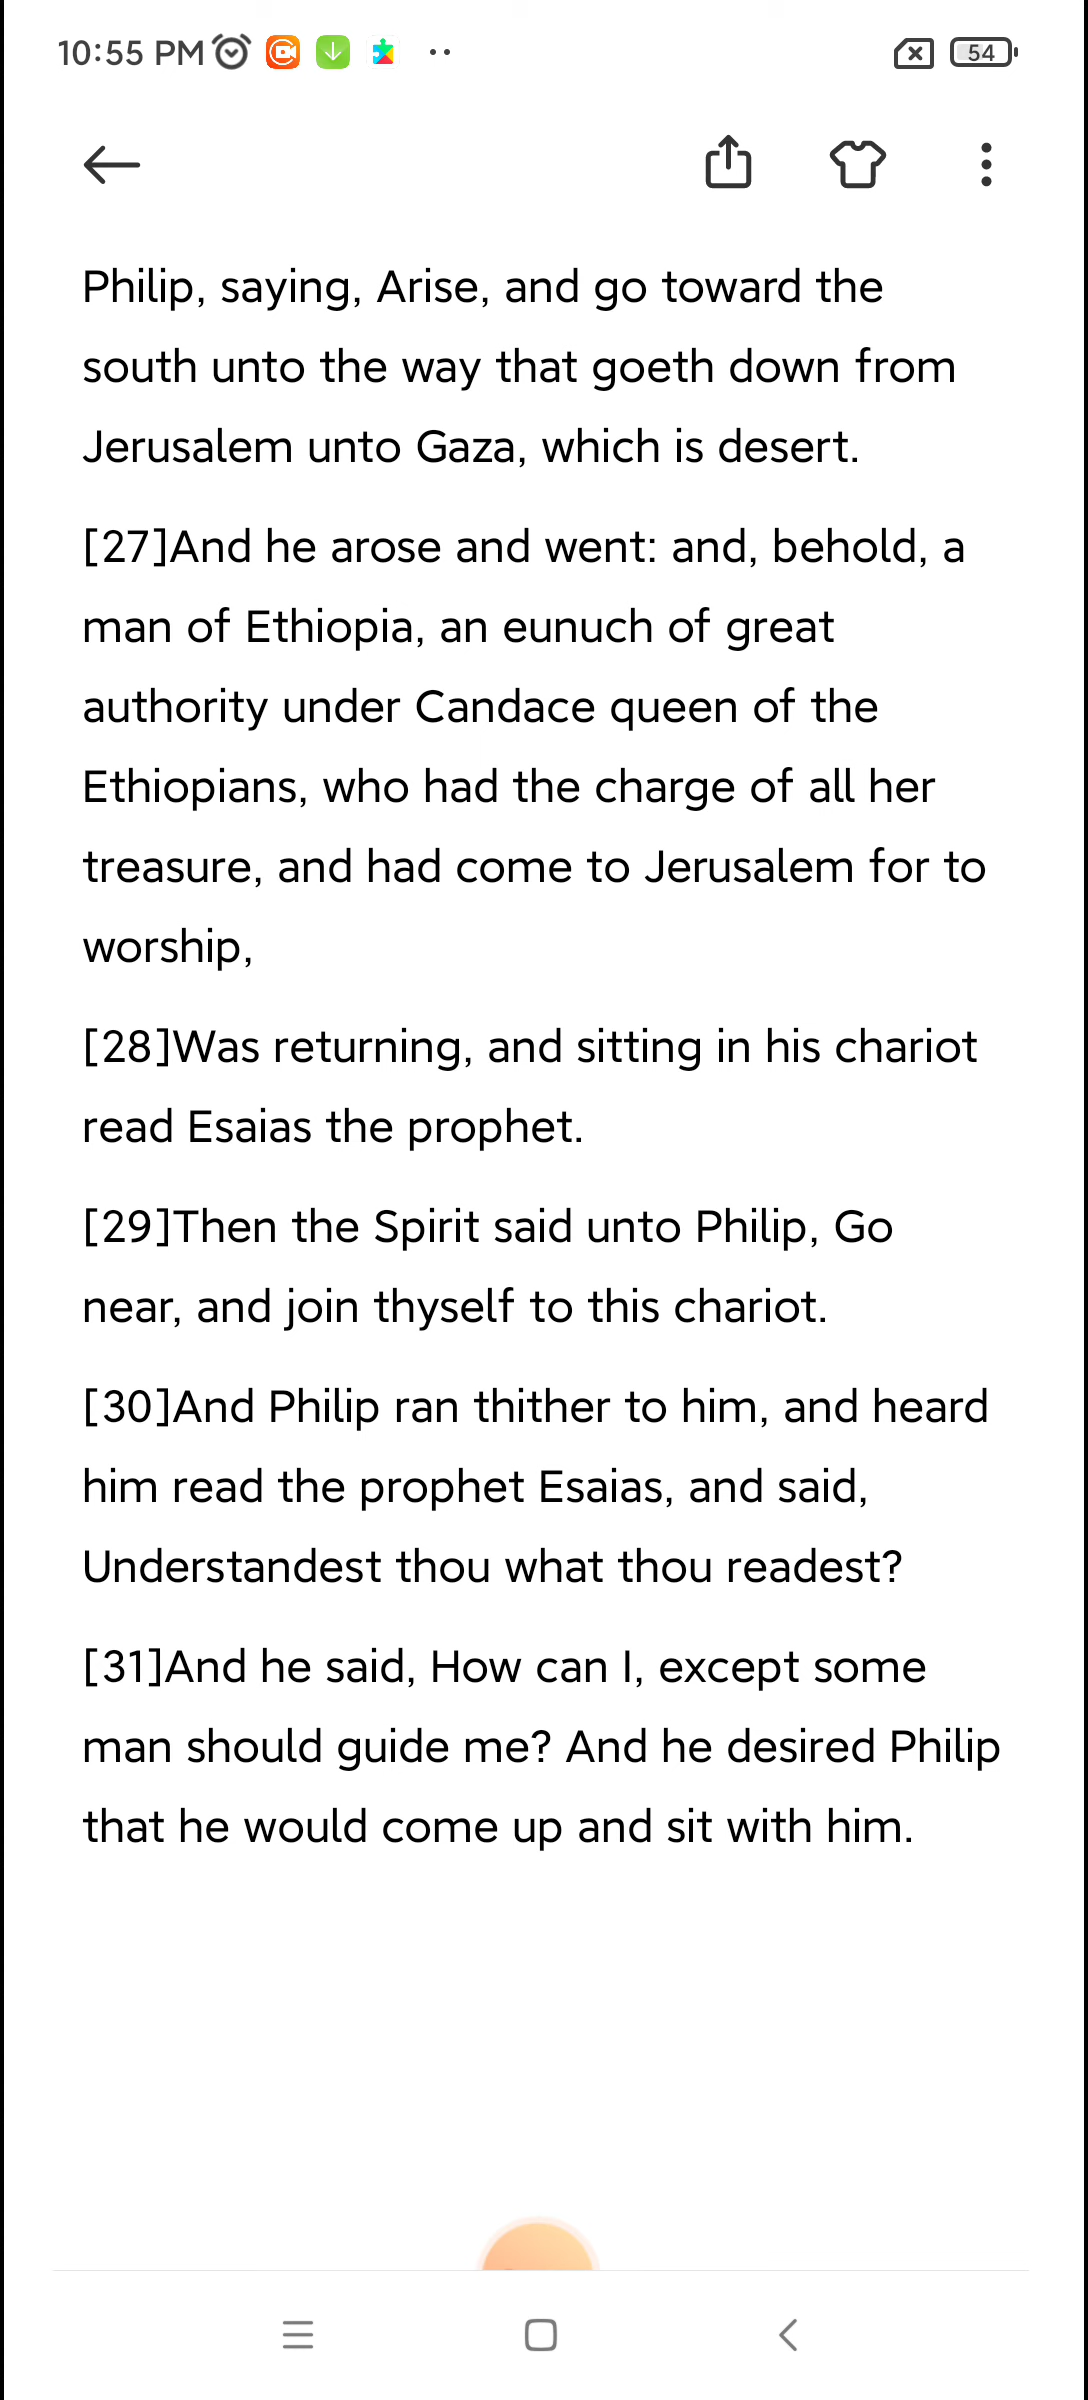 10:55 PM
54
Philip, saying, Arise, and go toward the
south unto the way that goeth down from
Jerusalem unto Gaza, which is desert.
[27]And he arose and went: and, behold, a
man of Ethiopia, an eunuch of great
authority under Candace queen of the
Ethiopians, who had the charge of all her
treasure, and had come to Jerusalem for to
worship,
[28]Was returning, and sitting in his chariot
read Esaias the prophet.
[29]Then the Spirit said unto Philip, Go
near, and join thyself to this chariot.
[30]And Philip ran thither to him, and heard
him read the prophet Esaias, and said,
Understandest thou what thou readest?
[31]And he said, How can I, except some
man should guide me? And he desired Philip
that he would come up and sit with him.